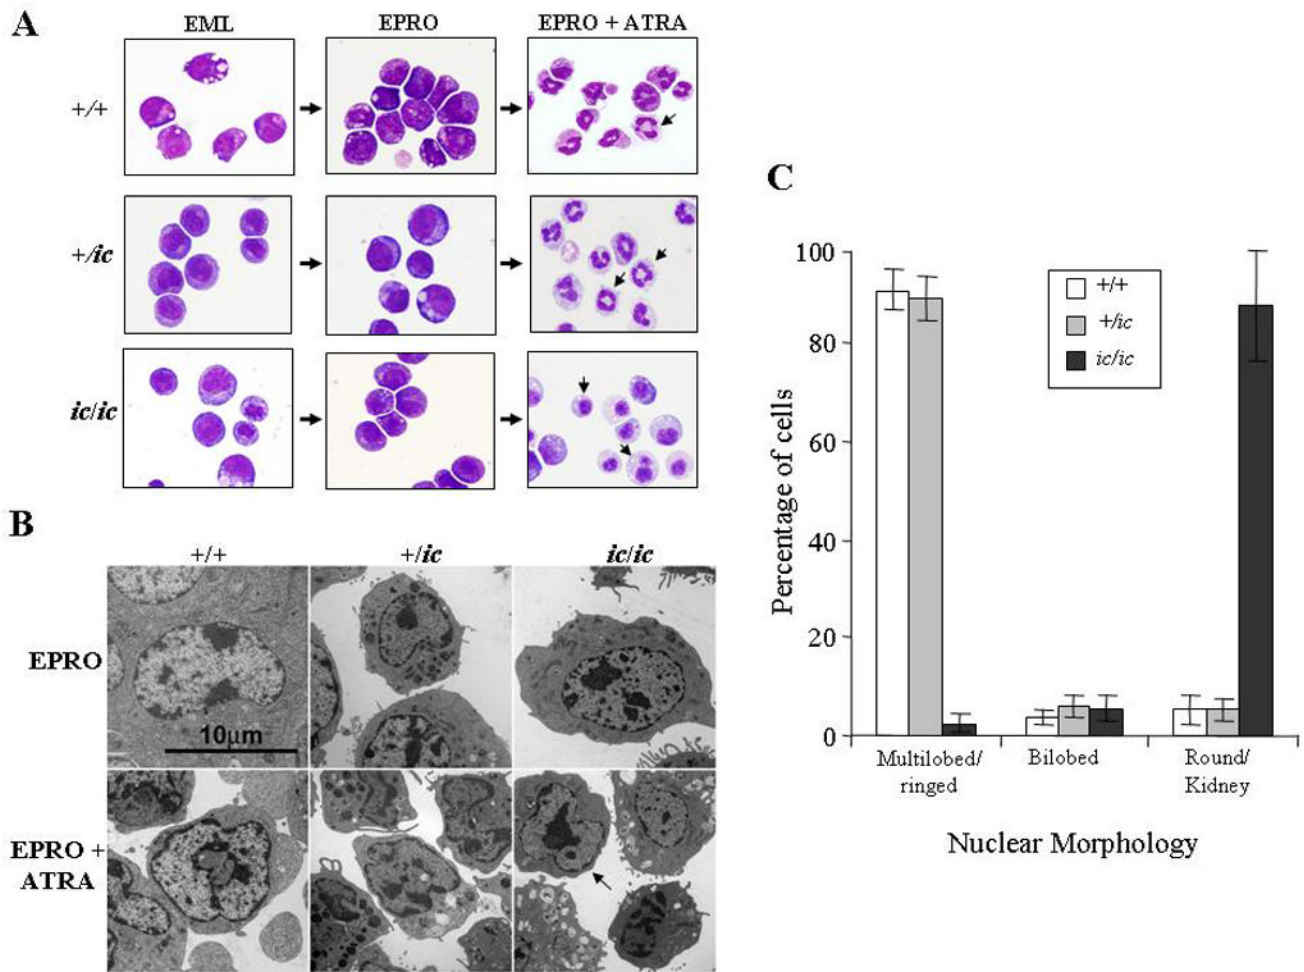 A
EML EPRO EPRO + ATRA
+/+
+/ic
ic/ic
B
+/+ +/ic ic/ic
EPRO
10μm
EPRO +
ATRA
C
100
80
60
40
20
0
Percentage of cells
+/+
+/ic
ic/ic
Multilobed/
ringed
Bilobed
Round/
Kidney
Nuclear Morphology